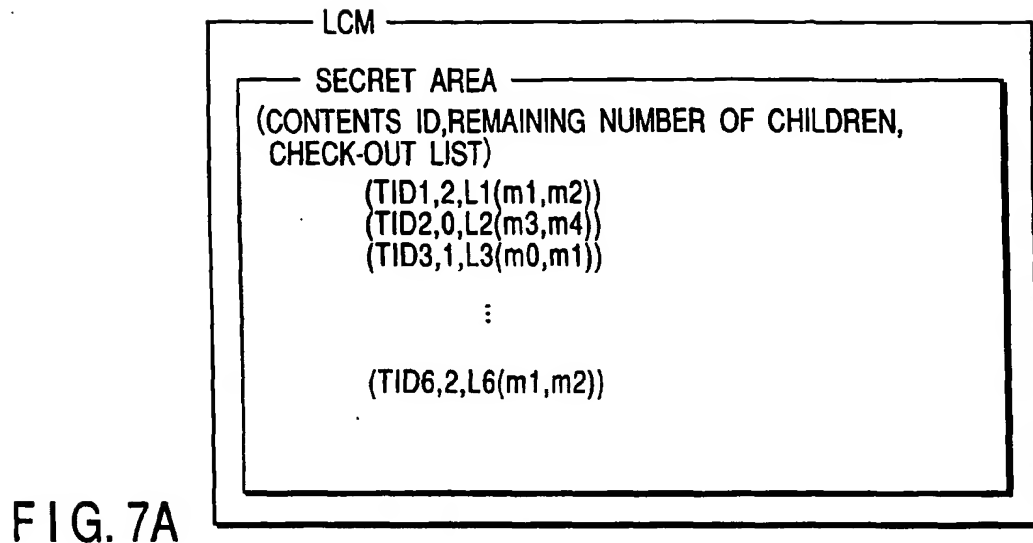 LCM
SECRET AREA
(CONTENTS ID,REMAINING NUMBER OF CHILDREN,
CHECK-OUT LIST)
(TID1,2,L1(m1,m2))
(TID2,0,L2(m3,m4))
(TID3,1,L3(m0,m1))
⋮
(TID6,2,L6(m1,m2))
FIG. 7A